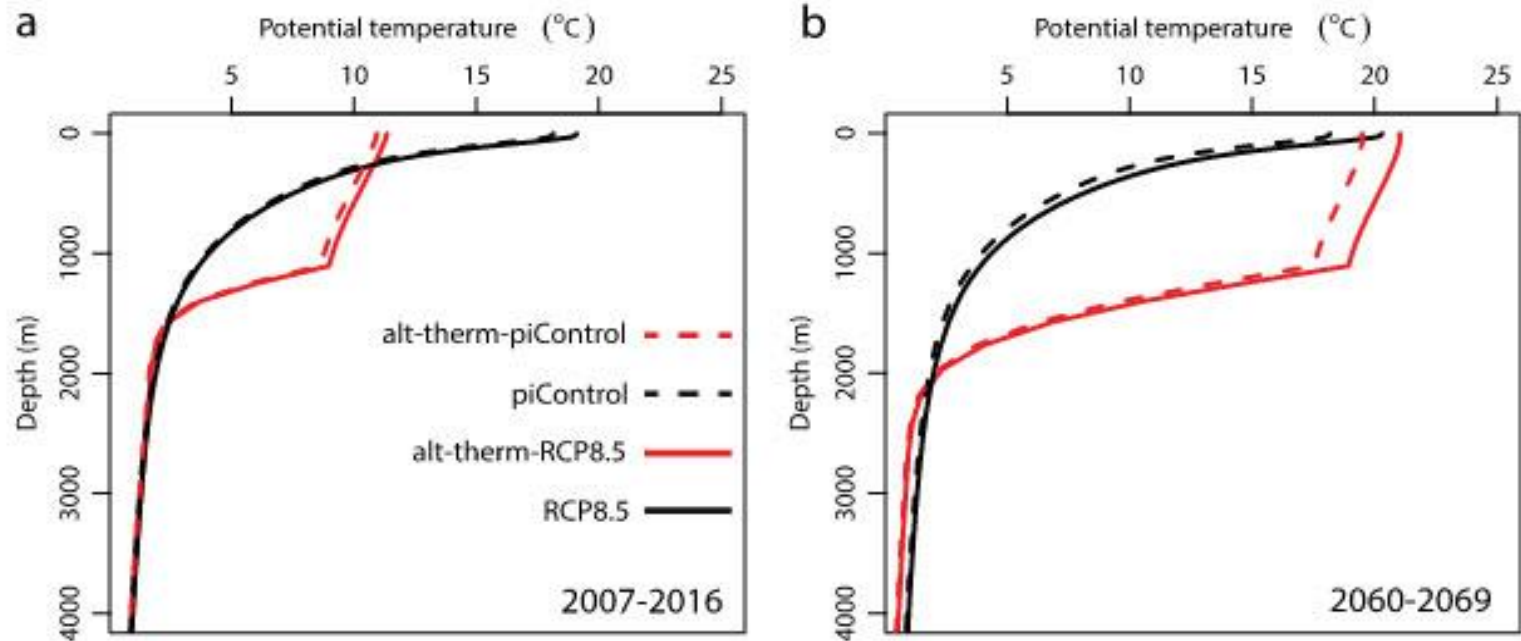 a
Potential temperature (°C)
5 10 15 20 25
0
1000
2000
3000
4000
Depth (m)
alt-therm-piControl
piControl
alt-therm-RCP8.5
RCP8.5
2007-2016
b
Potential temperature (°C)
5 10 15 20 25
0
1000
2000
3000
4000
Depth (m)
2060-2069